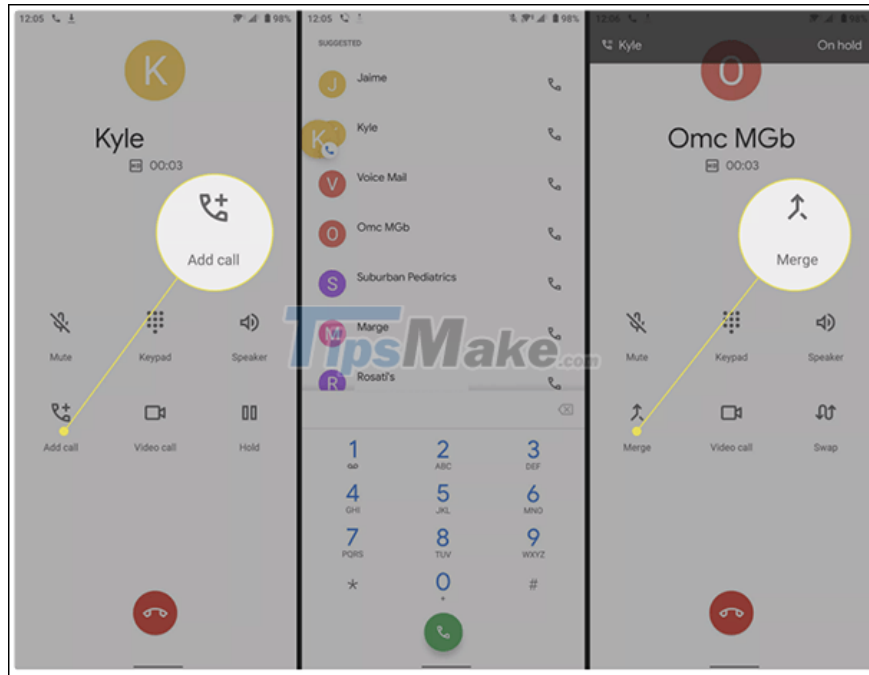 12:05
98%
K
Kyle
HD 00:03
Add call
Mute
Keypad
Speaker
Add call
Video call
Hold
12:05
98%
SUGGESTED
J
Jaime
K
Kyle
V
Voice Mail
O
Omc MGb
S
Suburban Pediatrics
M
Marge
R
Rosati's
1
2 ABC
3 DEF
4 GHI
5 JKL
6 MNO
7 PQRS
8 TUV
9 WXYZ
*
0
+
#
12:06
98%
Kyle
On hold
O
Omc MGb
HD 00:03
Merge
Mute
Keypad
Speaker
Merge
Video call
Swap
TipsMake.com